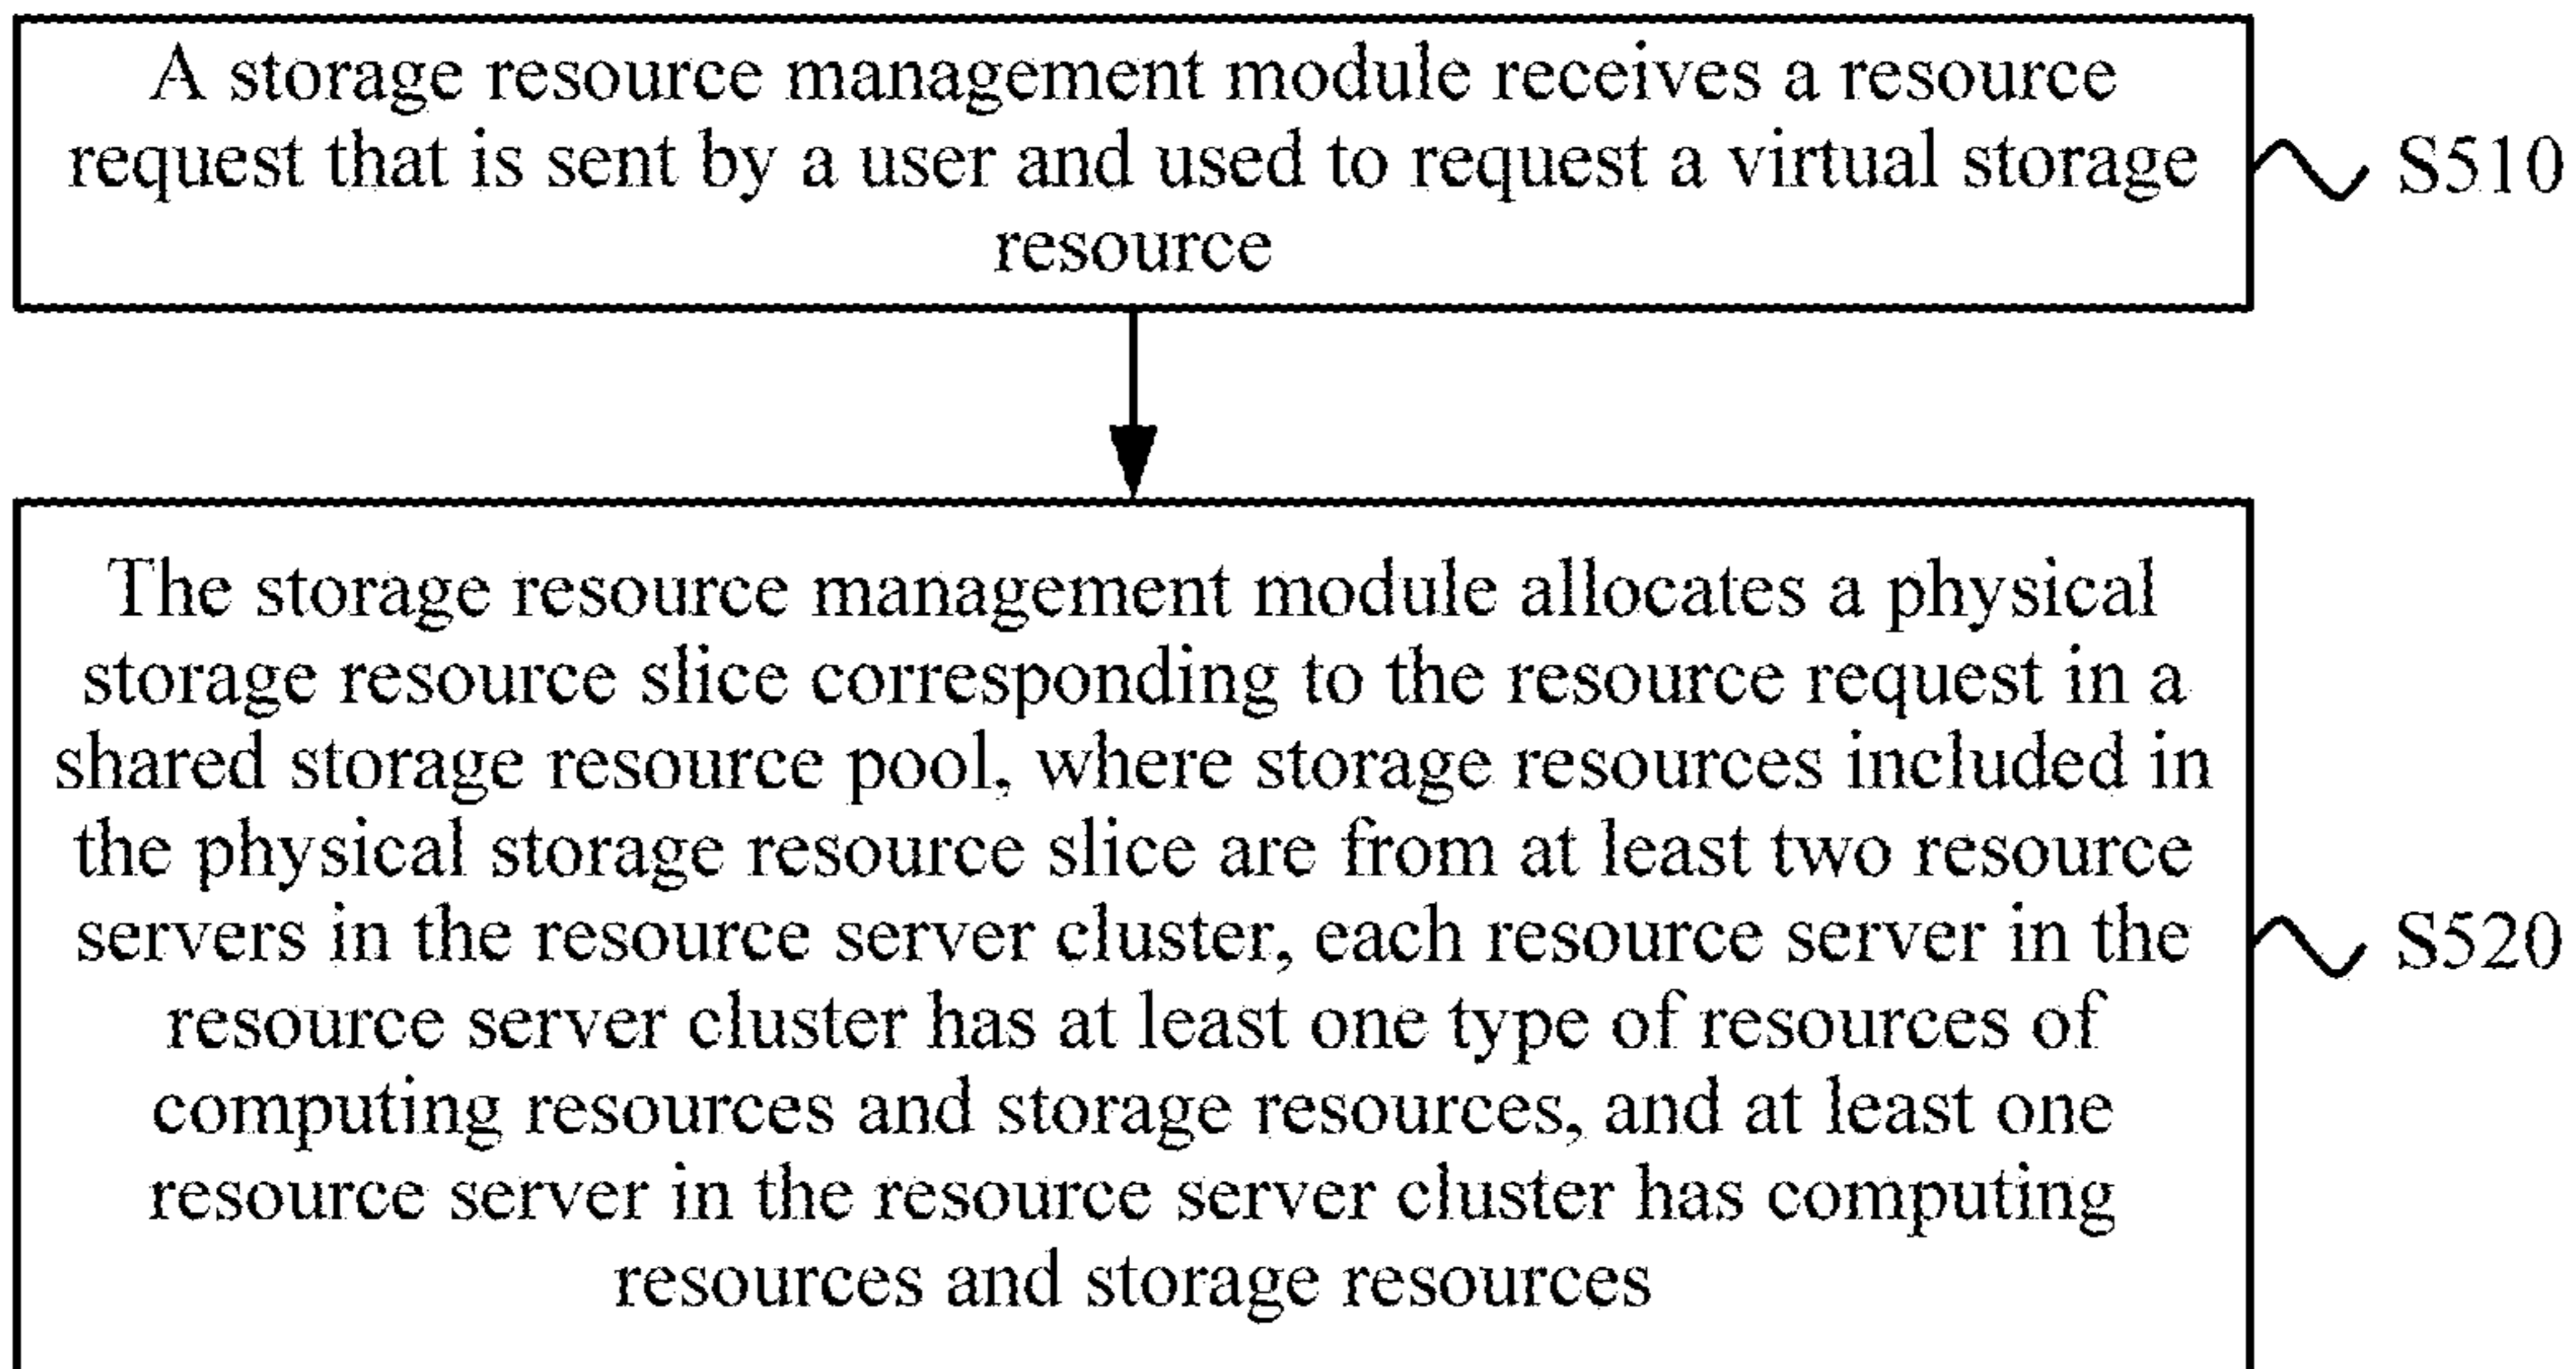 A storage resource management module receives a resource
request that is sent by a user and used to request a virtual storage
resource
S510
The storage resource management module allocates a physical
storage resource slice corresponding to the resource request in a
shared storage resource pool, where storage resources included in
the physical storage resource slice are from at least two resource
servers in the resource server cluster, each resource server in the
resource server cluster has at least one type of resources of
computing resources and storage resources, and at least one
resource server in the resource server cluster has computing
resources and storage resources
S520